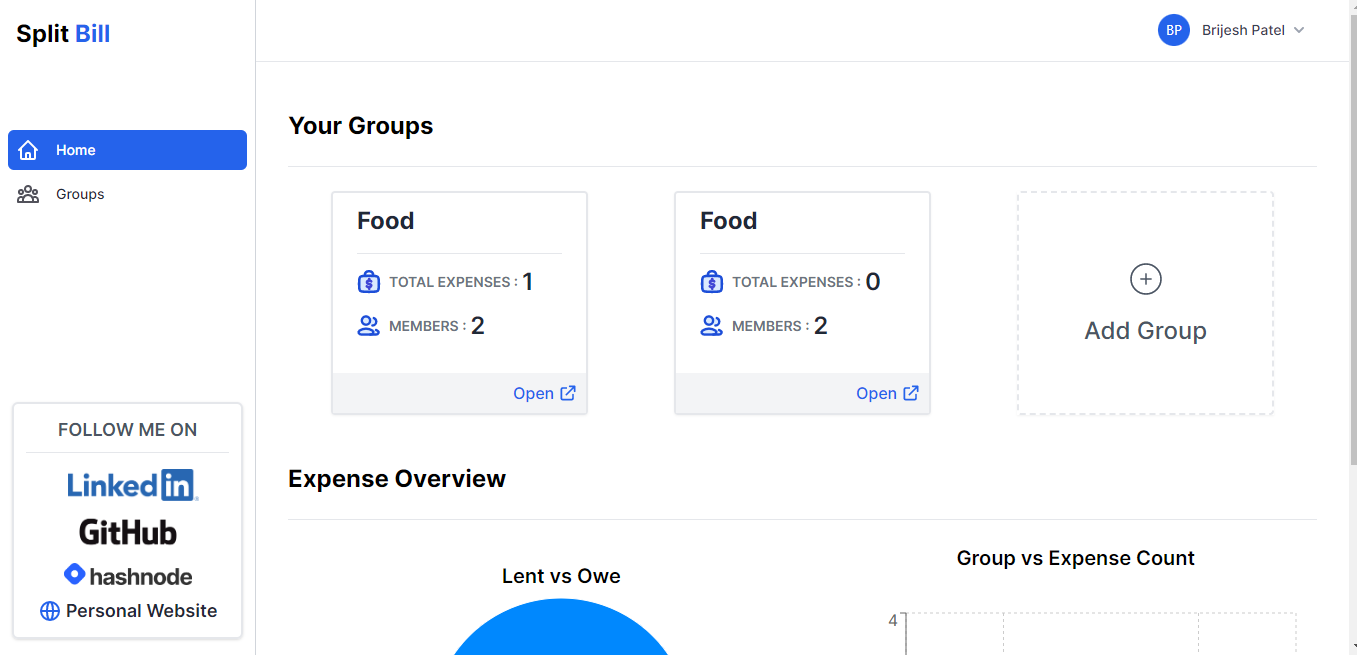 Split Bill
BP Brijesh Patel
Home
Groups
FOLLOW ME ON
Linkedin
GitHub
hashnode
Personal Website
Your Groups
Food
TOTAL EXPENSES : 1
MEMBERS : 2
Open
Food
TOTAL EXPENSES : 0
MEMBERS : 2
Open
Add Group
Expense Overview
Lent vs Owe
Group vs Expense Count
4